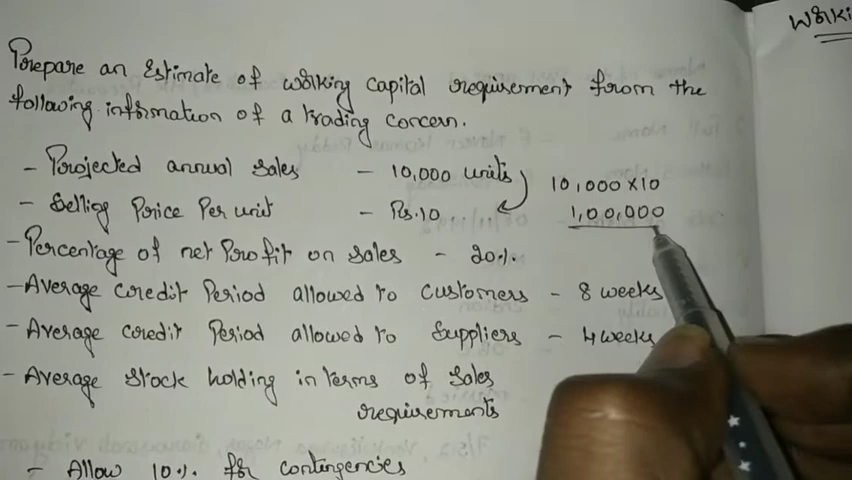 Prepare an Estimate of working capital requirement from the
following information of a trading concern.
- Projected annual sales - 10,000 units
- Selling Price Per unit - Rs.10
10,000 x 10
1,00,000
- Percentage of net Profit on sales - 20%.
- Average credit Period allowed to customers - 8 weeks
- Average credit Period allowed to Suppliers - 4 weeks
- Average stock holding in terms of sales
requirements
- Allow 10%. for contingencies